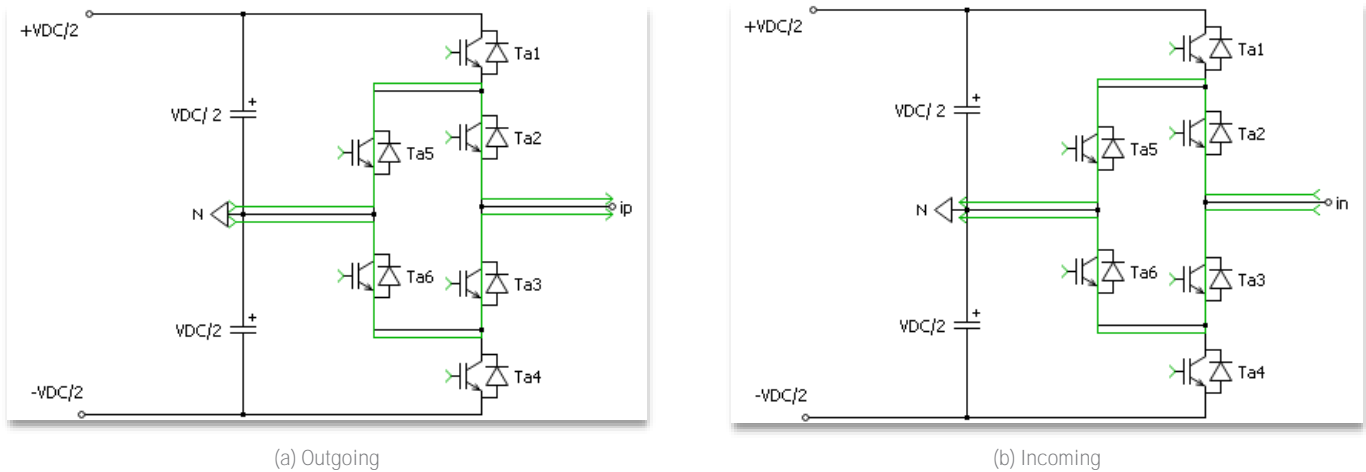 +VDC/2
Ta1
VDC/ 2
+
Ta2
Ta5
N
ip
Ta6
Ta3
VDC/2
+
Ta4
-VDC/2
(a) Outgoing
+VDC/2
Ta1
VDC/ 2
+
Ta2
Ta5
N
in
Ta6
Ta3
VDC/2
+
Ta4
-VDC/2
(b) Incoming